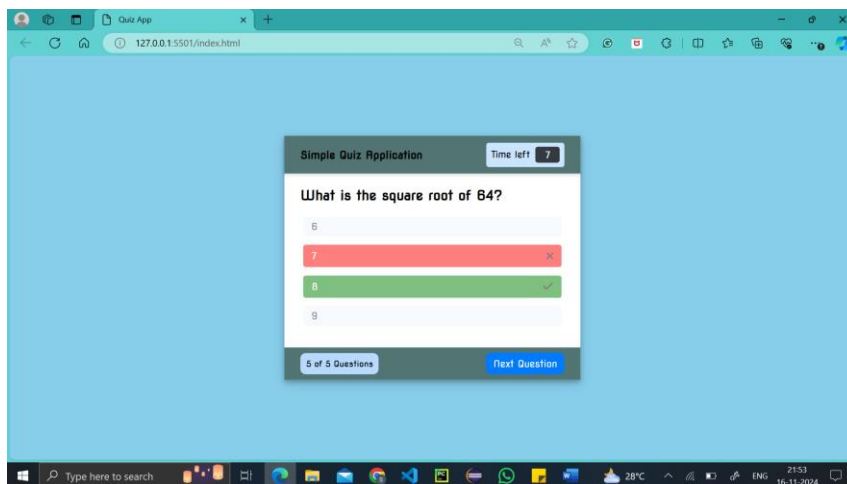 Quiz App
127.0.0.1:5501/index.html
Simple Quiz Application
Time left 7
What is the square root of 64?
6
7
8
9
5 of 5 Questions
Next Question
Type here to search
28°C
ENG
21:53
16-11-2024